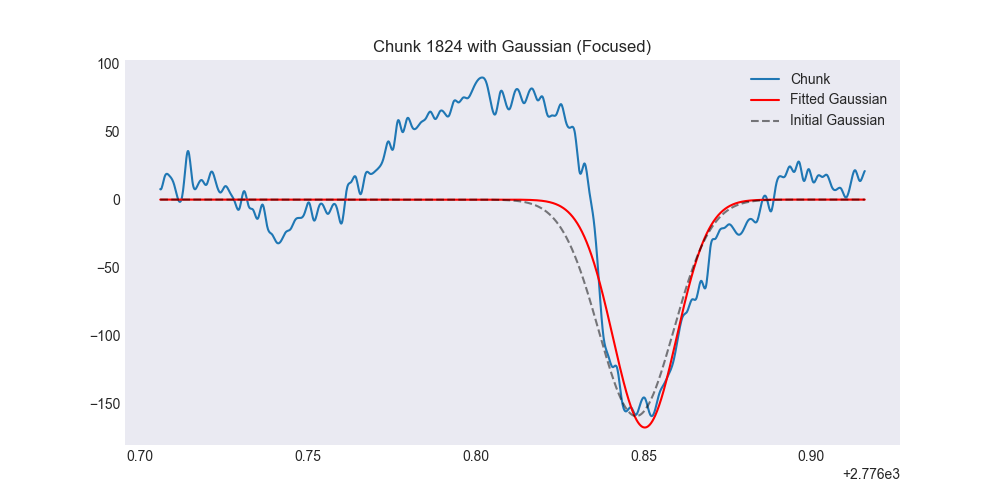 Chunk 1824 with Gaussian (Focused)
100
50
0
−50
−100
−150
Chunk
Fitted Gaussian
Initial Gaussian
0.70 0.75 0.80 0.85 0.90
+2.776e3